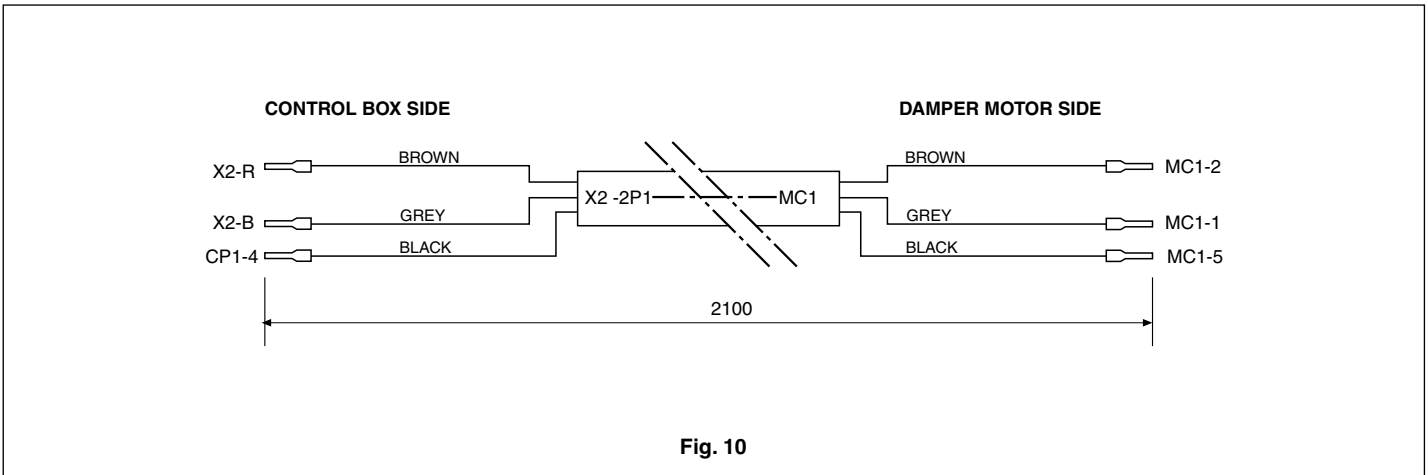 CONTROL BOX SIDE DAMPER MOTOR SIDE
X2-R BROWN BROWN MC1-2
X2 -2P1 MC1
X2-B GREY GREY MC1-1
CP1-4 BLACK BLACK MC1-5
2100
Fig. 10